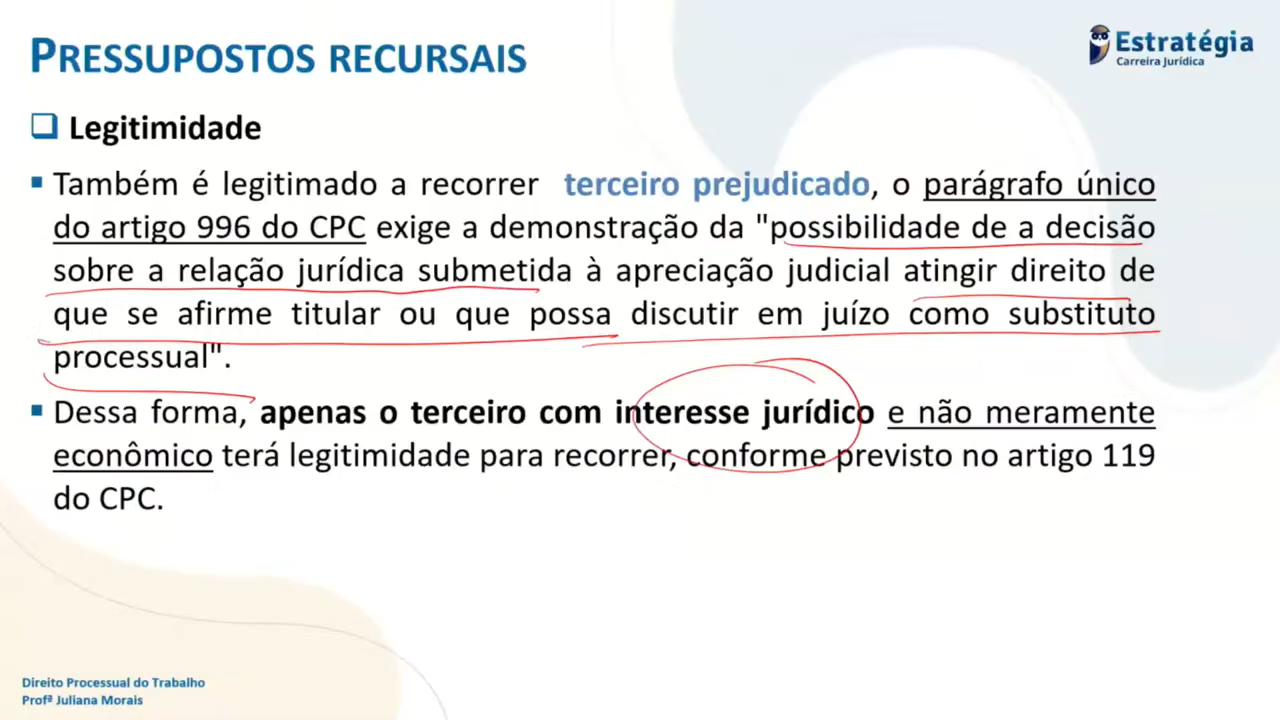 PRESSUPOSTOS RECURSAIS
Estratégia
Carreira Jurídica
Legitimidade
Também é legitimado a recorrer terceiro prejudicado, o parágrafo único
do artigo 996 do CPC exige a demonstração da "possibilidade de a decisão
sobre a relação jurídica submetida à apreciação judicial atingir direito de
que se afirme titular ou que possa discutir em juízo como substituto
processual".
Dessa forma, apenas o terceiro com interesse jurídico e não meramente
econômico terá legitimidade para recorrer, conforme previsto no artigo 119
do CPC.
Direito Processual do Trabalho
Profª Juliana Morais